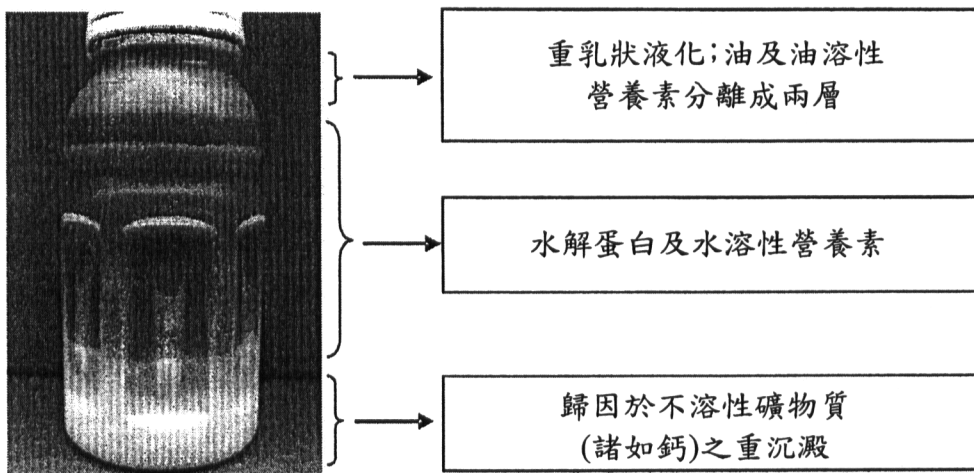 重乳狀液化;油及油溶性
營養素分離成兩層
水解蛋白及水溶性營養素
歸因於不溶性礦物質
(諸如鈣)之重沉澱